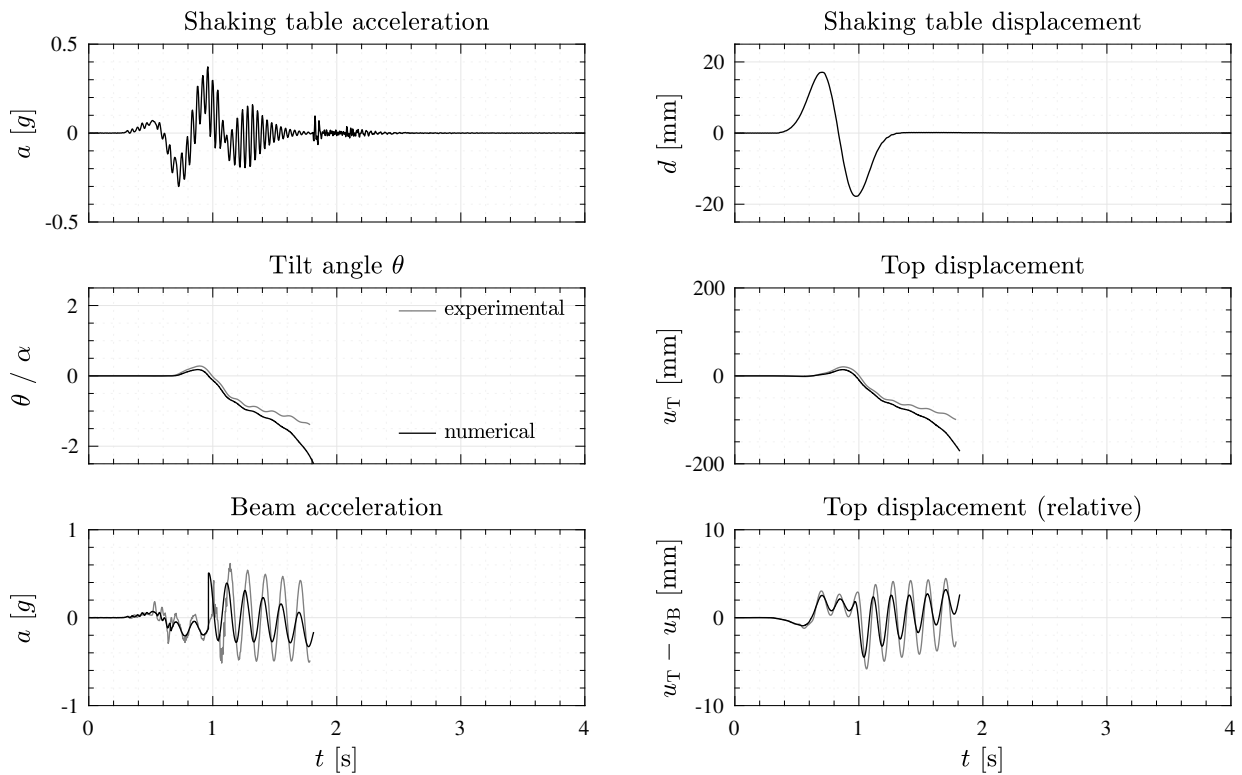 Shaking table acceleration
0.5
0
-0.5
a [g]
Shaking table displacement
20
0
-20
d [mm]
Tilt angle θ
2
0
-2
θ / α
experimental
numerical
Top displacement
200
0
-200
u_T [mm]
Beam acceleration
1
0
-1
a [g]
0 1 2 3 4
t [s]
Top displacement (relative)
10
0
-10
u_T − u_B [mm]
0 1 2 3 4
t [s]